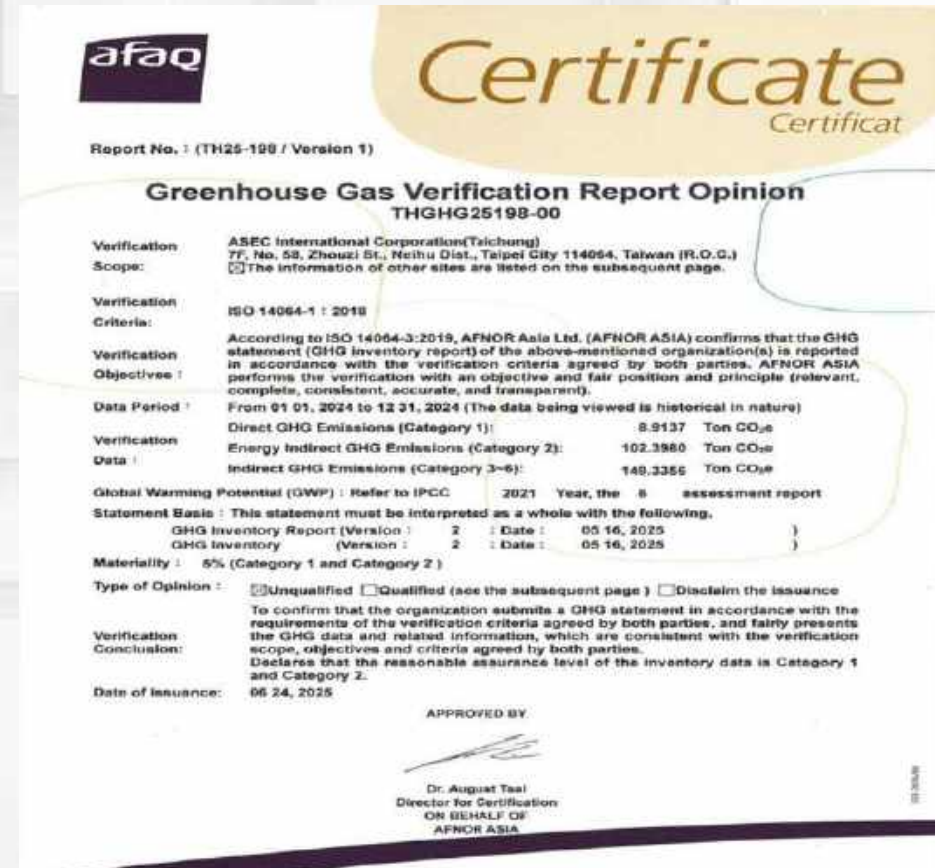 afaq
Certificate
Certificat
Report No. : (TH25-198 / Version 1)
Greenhouse Gas Verification Report Opinion
THGHG25198-00
Verification Scope: ASEC International Corporation(Taichung)
7F, No. 58, Zhouzi St., Neihu Dist., Taipei City 114064, Taiwan (R.O.C.)
☒The information of other sites are listed on the subsequent page.
Verification Criteria: ISO 14064-1 : 2018
Verification Objectives : According to ISO 14064-3:2019, AFNOR Asia Ltd. (AFNOR ASIA) confirms that the GHG
statement (GHG inventory report) of the above-mentioned organization(s) is reported
in accordance with the verification criteria agreed by both parties. AFNOR ASIA
performs the verification with an objective and fair position and principle (relevant,
complete, consistent, accurate, and transparent).
Data Period : From 01 01, 2024 to 12 31, 2024 (The data being viewed is historical in nature)
Verification Data : Direct GHG Emissions (Category 1): 8.9137 Ton CO₂e
Energy Indirect GHG Emissions (Category 2): 102.3960 Ton CO₂e
Indirect GHG Emissions (Category 3~6): 149.3356 Ton CO₂e
Global Warming Potential (GWP) : Refer to IPCC 2021 Year, the 6 assessment report
Statement Basis : This statement must be interpreted as a whole with the following.
GHG Inventory Report (Version : 2 : Date : 05 16, 2025 )
GHG Inventory (Version : 2 : Date : 05 16, 2025 )
Materiality : 5% (Category 1 and Category 2 )
Type of Opinion : ☒Unqualified ☐Qualified (see the subsequent page ) ☐Disclaim the issuance
Verification Conclusion: To confirm that the organization submits a GHG statement in accordance with the
requirements of the verification criteria agreed by both parties, and fairly presents
the GHG data and related information, which are consistent with the verification
scope, objectives and criteria agreed by both parties.
Declares that the reasonable assurance level of the inventory data is Category 1
and Category 2.
Date of Issuance: 06 24, 2025
APPROVED BY
Dr. August Tsai
Director for Certification
ON BEHALF OF
AFNOR ASIA